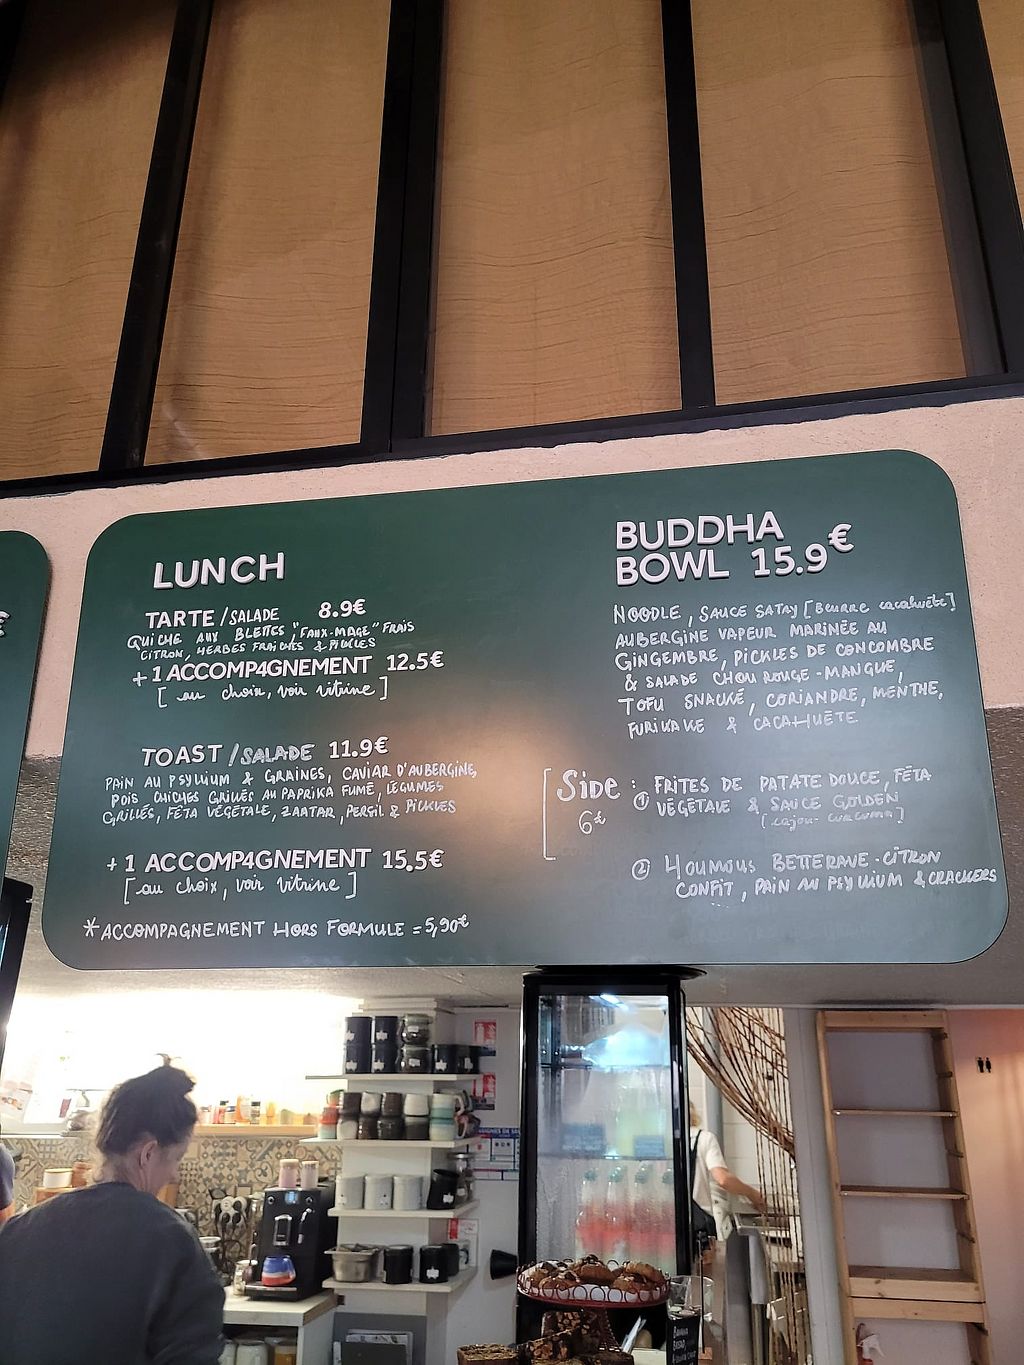 LUNCH
TARTE / SALADE 8.9€
QUICHE AUX BLETTES, "FAUX-MAGE" FRAIS
CITRON, HERBES FRAÎCHES & PICKLES
+ 1 ACCOMP4GNEMENT 12.5€
[au choix, voir vitrine]
TOAST / SALADE 11.9€
PAIN AU PSYLLIUM & GRAINES, CAVIAR D'AUBERGINE,
POIS CHICHES GRILLÉS AU PAPRIKA FUMÉ, LÉGUMES
GRILLÉS, FÉTA VÉGÉTALE, ZAATAR, PERSIL & PICKLES
+ 1 ACCOMP4GNEMENT 15,5€
[au choix, voir vitrine]
* ACCOMPAGNEMENT HORS FORMULE = 5,90€
BUDDHA
BOWL 15.9€
NOODLE, SAUCE SATAY [Beurre cacahuète]
AUBERGINE VAPEUR MARINÉE AU
GINGEMBRE, PICKLES DE CONCOMBRE
& SALADE CHOU ROUGE-MANGUE,
TOFU SNACKÉ, CORIANDRE, MENTHE,
FURIKAKE & CACAHUÈTE
Side : ① FRITES DE PATATE DOUCE, FÉTA
6€ VÉGÉTALE & SAUCE GOLDEN
[cajou-curcuma]
② HOUMOUS BETTERAVE-CITRON
CONFIT, PAIN AU PSYLLIUM & CRACKERS
€
BANANA
BREAD